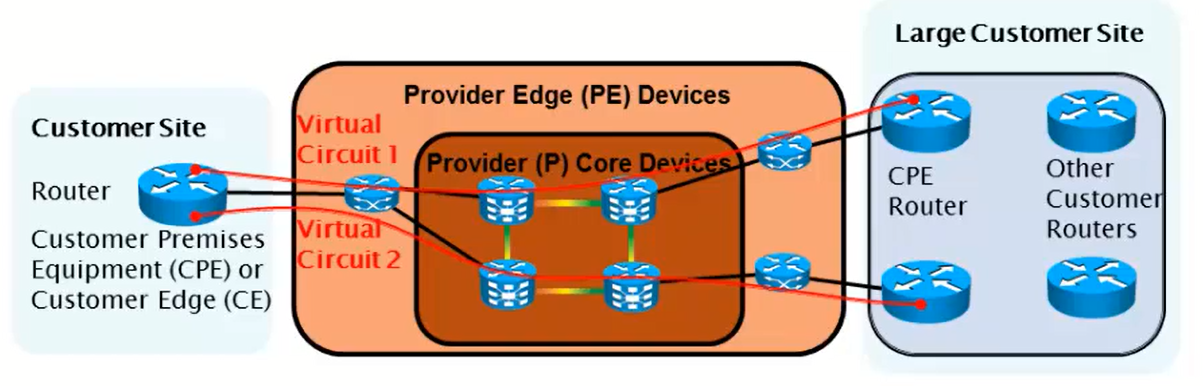 Large Customer Site
Provider Edge (PE) Devices
Customer Site
Virtual
Circuit 1
Provider (P) Core Devices
Router
CPE
Router
Other
Customer
Routers
Virtual
Circuit 2
Customer Premises
Equipment (CPE) or
Customer Edge (CE)